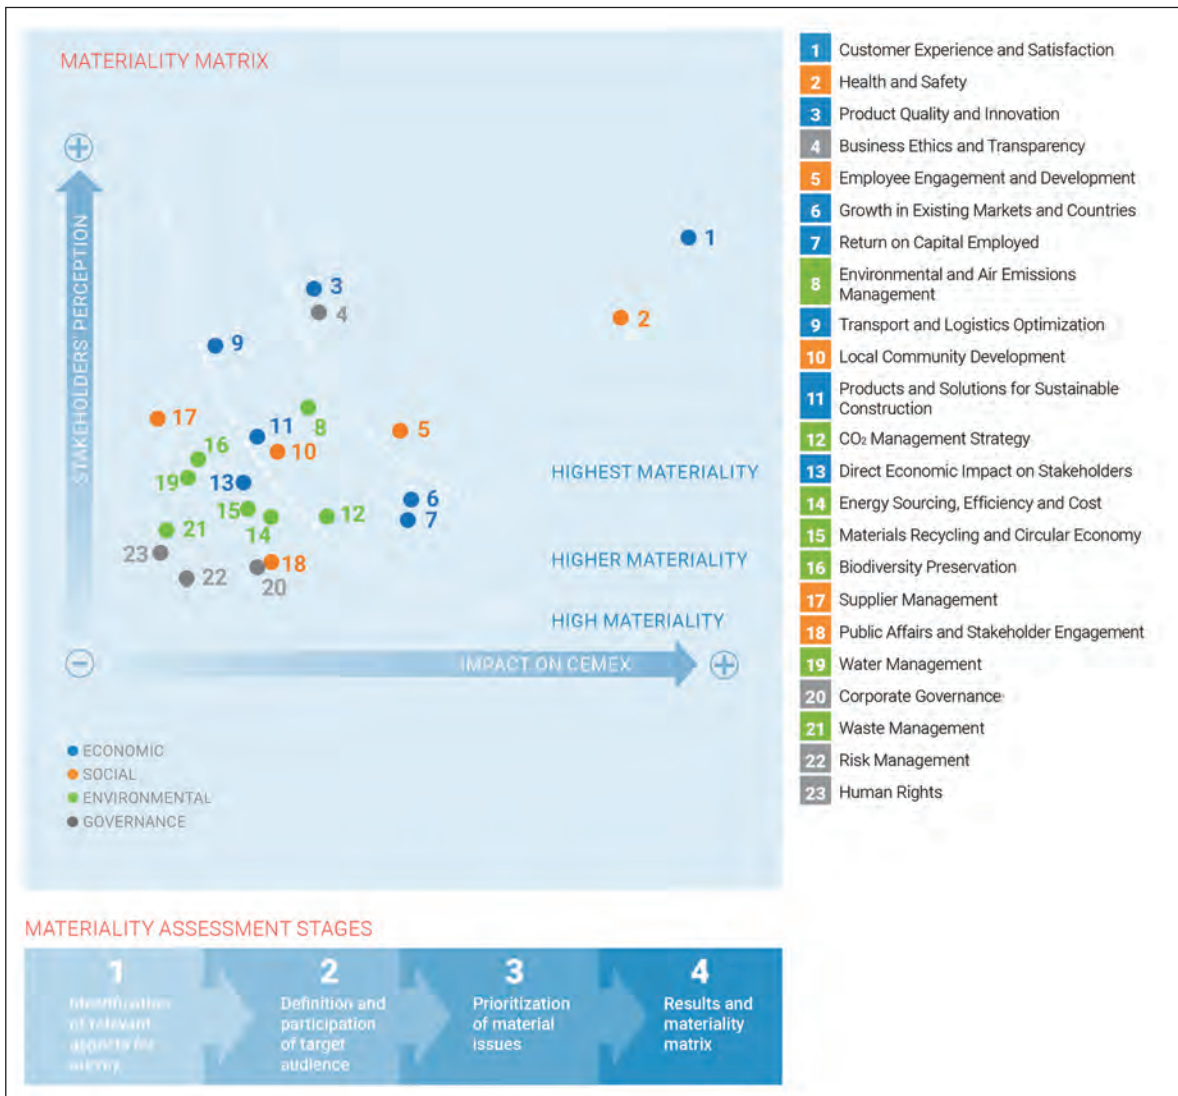 MATERIALITY MATRIX
STAKEHOLDERS' PERCEPTION
1
2
3
4
9
17
8
5
11
10
16
19
13
6
7
15
14
12
21
23
18
22
20
HIGHEST MATERIALITY
HIGHER MATERIALITY
HIGH MATERIALITY
IMPACT ON CEMEX
ECONOMIC
SOCIAL
ENVIRONMENTAL
GOVERNANCE
1 Customer Experience and Satisfaction
2 Health and Safety
3 Product Quality and Innovation
4 Business Ethics and Transparency
5 Employee Engagement and Development
6 Growth in Existing Markets and Countries
7 Return on Capital Employed
8 Environmental and Air Emissions
Management
9 Transport and Logistics Optimization
10 Local Community Development
11 Products and Solutions for Sustainable
Construction
12 CO₂ Management Strategy
13 Direct Economic Impact on Stakeholders
14 Energy Sourcing, Efficiency and Cost
15 Materials Recycling and Circular Economy
16 Biodiversity Preservation
17 Supplier Management
18 Public Affairs and Stakeholder Engagement
19 Water Management
20 Corporate Governance
21 Waste Management
22 Risk Management
23 Human Rights
MATERIALITY ASSESSMENT STAGES
1
Identification
of relevant
aspects for
survey
2
Definition and
participation
of target
audience
3
Prioritization
of material
issues
4
Results and
materiality
matrix